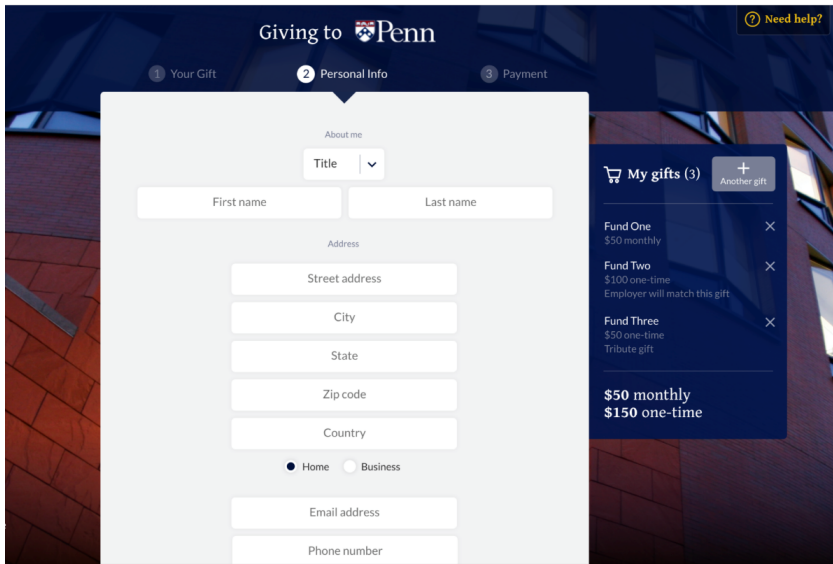 Giving to Penn
Need help?
1 Your Gift
2 Personal Info
3 Payment
About me
Title
First name
Last name
Address
Street address
City
State
Zip code
Country
Home
Business
Email address
Phone number
My gifts (3)
+
Another gift
Fund One
$50 monthly
Fund Two
$100 one-time
Employer will match this gift
Fund Three
$50 one-time
Tribute gift
$50 monthly
$150 one-time